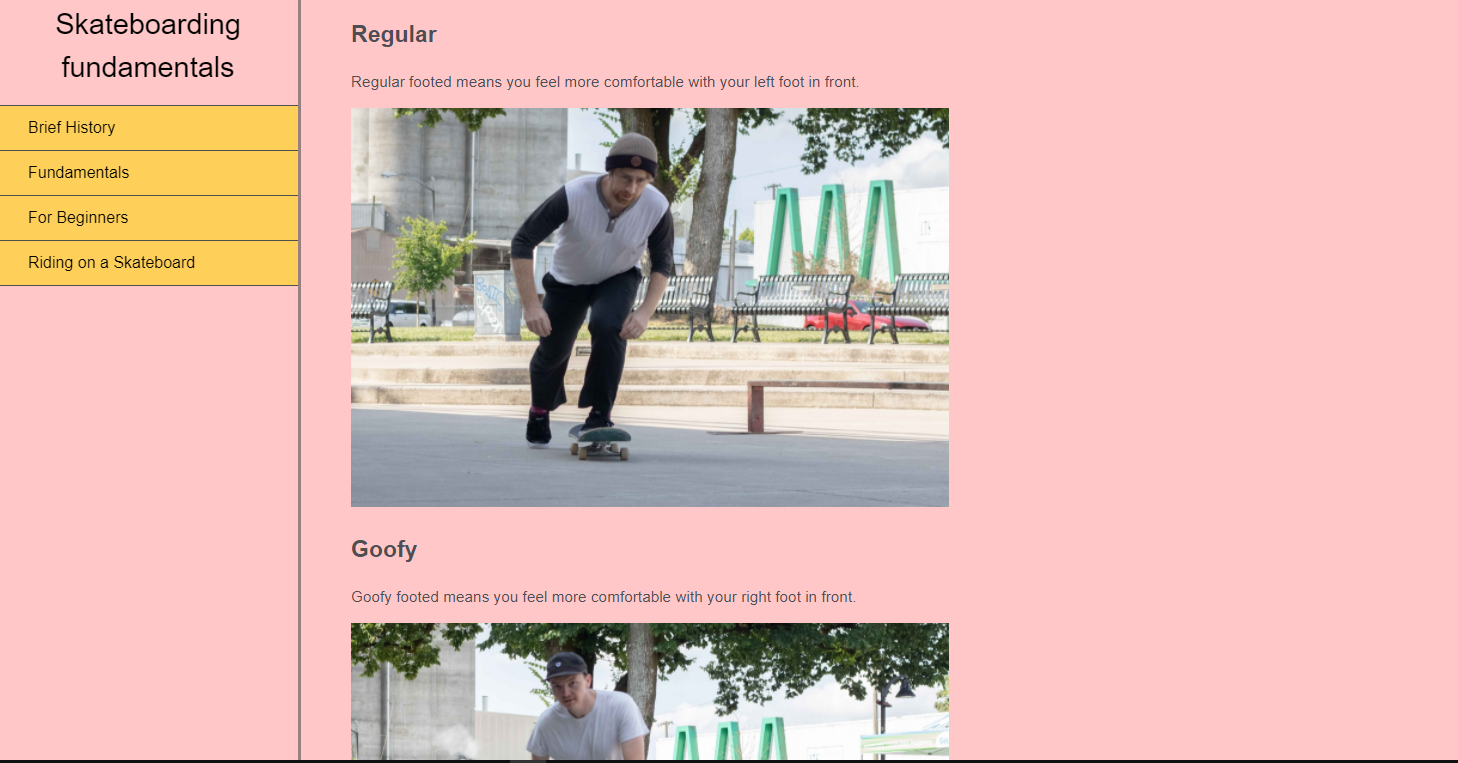 Skateboarding
fundamentals
Brief History
Fundamentals
For Beginners
Riding on a Skateboard
Regular
Regular footed means you feel more comfortable with your left foot in front.
Goofy
Goofy footed means you feel more comfortable with your right foot in front.